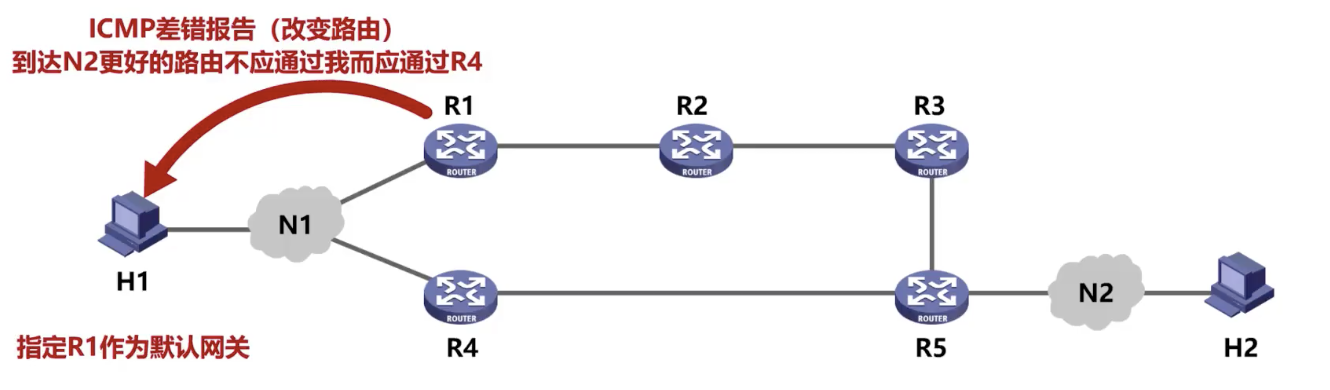 ICMP差错报告（改变路由）
到达N2更好的路由不应通过我而应通过R4
R1
R2
R3
ROUTER
ROUTER
ROUTER
N1
H1
ROUTER
ROUTER
N2
指定R1作为默认网关
R4
R5
H2